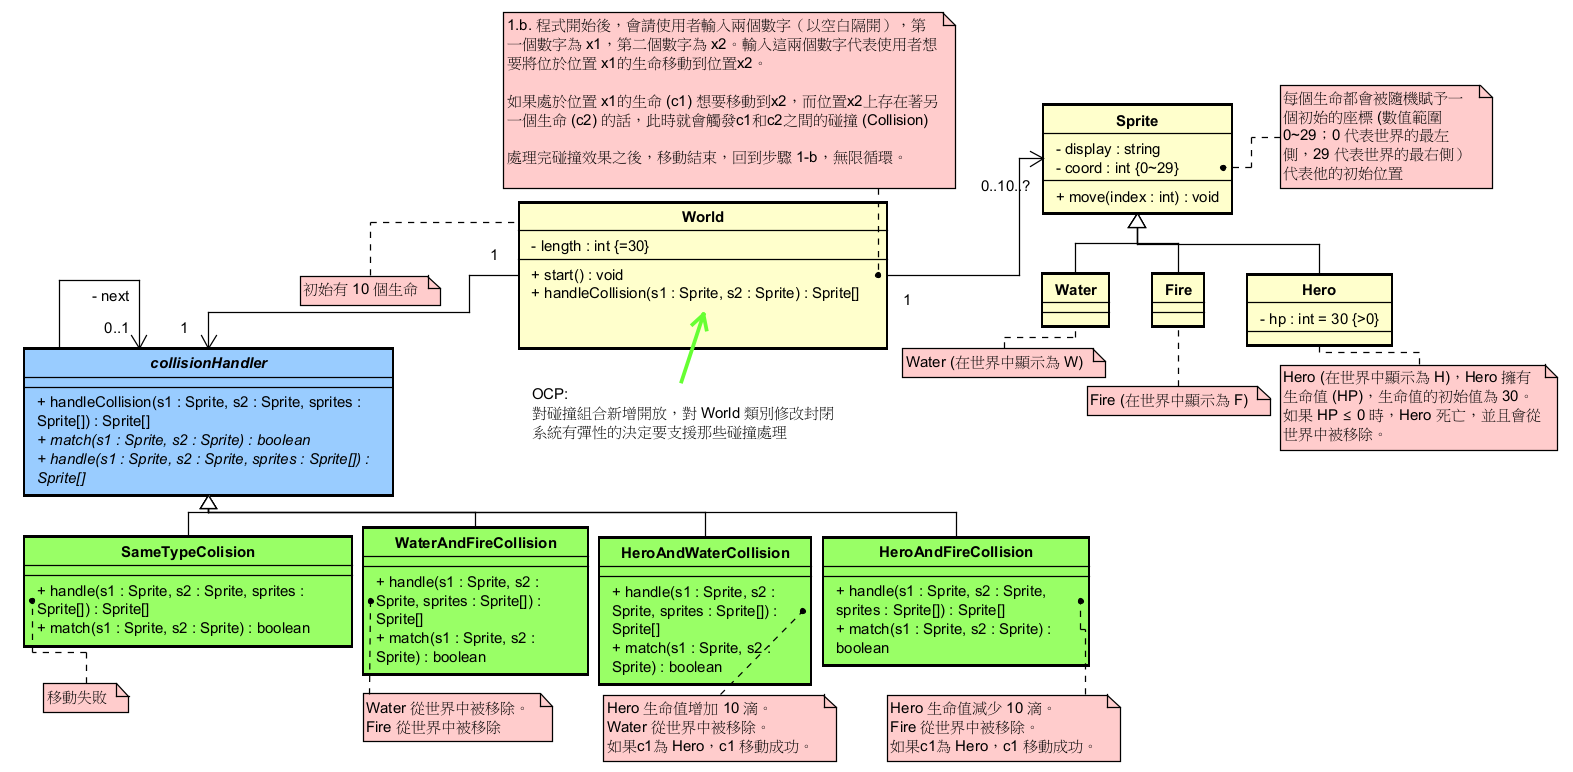 1.b. 程式開始後，會請使用者輸入兩個數字（以空白隔開），第
一個數字為 x1，第二個數字為 x2。輸入這兩個數字代表使用者想
要將位於位置 x1的生命移動到位置x2。
如果處於位置 x1的生命 (c1) 想要移動到x2，而位置x2上存在著另
一個生命 (c2) 的話，此時就會觸發c1和c2之間的碰撞 (Collision)
處理完碰撞效果之後，移動結束，回到步驟 1-b，無限循環。
Sprite
- display : string
- coord : int {0~29}
+ move(index : int) : void
每個生命都會被隨機賦予一
個初始的座標 (數值範圍
0~29；0 代表世界的最左
側，29 代表世界的最右側）
代表他的初始位置
0..10..?
World
- length : int {=30}
+ start() : void
+ handleCollision(s1 : Sprite, s2 : Sprite) : Sprite[]
1
1
初始有 10 個生命
- next
0..1
1
Water
Fire
Hero
- hp : int = 30 {>0}
Water (在世界中顯示為 W)
Fire (在世界中顯示為 F)
Hero (在世界中顯示為 H)，Hero 擁有
生命值 (HP)，生命值的初始值為 30。
如果 HP ≤ 0 時，Hero 死亡，並且會從
世界中被移除。
collisionHandler
+ handleCollision(s1 : Sprite, s2 : Sprite, sprites :
Sprite[]) : Sprite[]
+ match(s1 : Sprite, s2 : Sprite) : boolean
+ handle(s1 : Sprite, s2 : Sprite, sprites : Sprite[]) :
Sprite[]
OCP:
對碰撞組合新增開放，對 World 類別修改封閉
系統有彈性的決定要支援那些碰撞處理
SameTypeColision
+ handle(s1 : Sprite, s2 : Sprite, sprites :
Sprite[]) : Sprite[]
+ match(s1 : Sprite, s2 : Sprite) : boolean
WaterAndFireCollision
+ handle(s1 : Sprite, s2 :
Sprite, sprites : Sprite[]) :
Sprite[]
+ match(s1 : Sprite, s2 :
Sprite) : boolean
HeroAndWaterCollision
+ handle(s1 : Sprite, s2 :
Sprite, sprites : Sprite[]) :
Sprite[]
+ match(s1 : Sprite, s2 :
Sprite) : boolean
HeroAndFireCollision
+ handle(s1 : Sprite, s2 : Sprite,
sprites : Sprite[]) : Sprite[]
+ match(s1 : Sprite, s2 : Sprite) :
boolean
移動失敗
Water 從世界中被移除。
Fire 從世界中被移除
Hero 生命值增加 10 滴。
Water 從世界中被移除。
如果c1為 Hero，c1 移動成功。
Hero 生命值減少 10 滴。
Fire 從世界中被移除。
如果c1為 Hero，c1 移動成功。